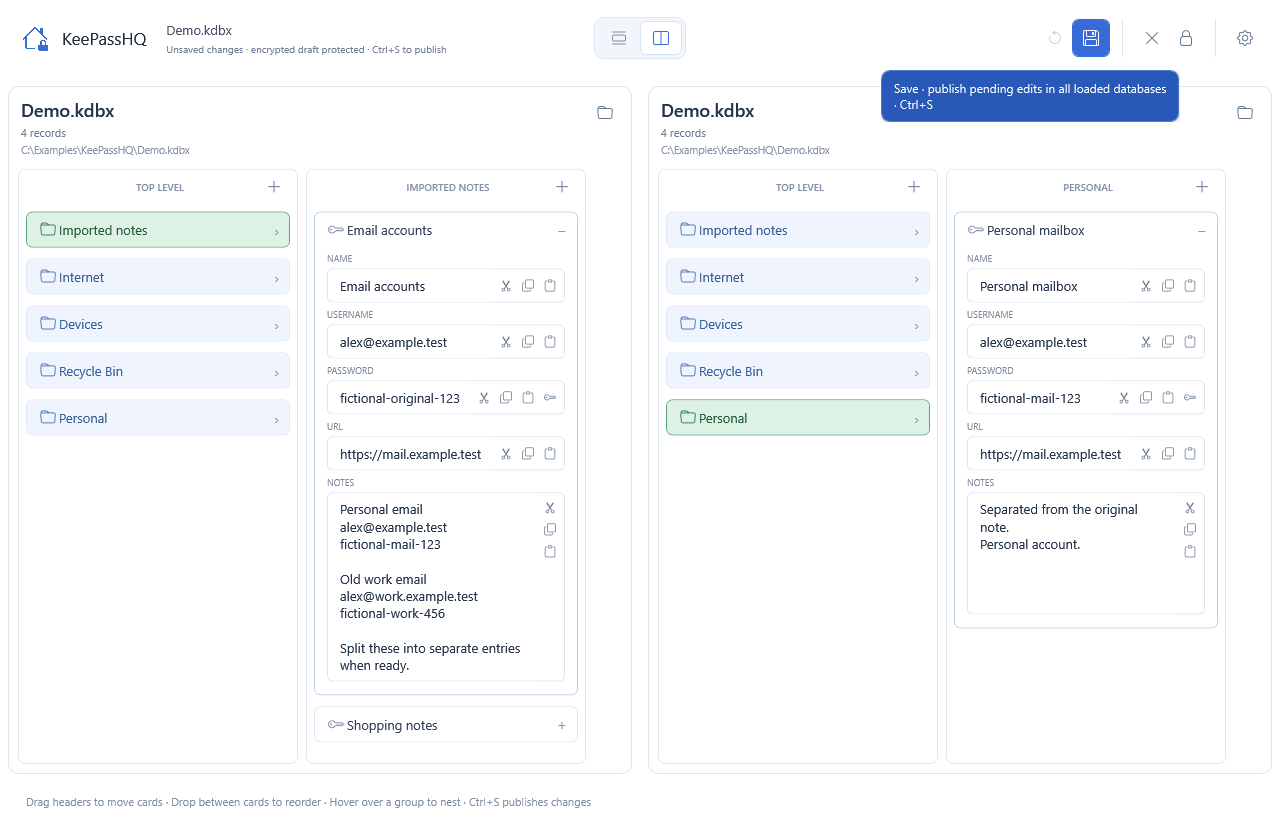 KeePassHQ
Demo.kdbx
Unsaved changes · encrypted draft protected · Ctrl+S to publish
Save · publish pending edits in all loaded databases
· Ctrl+S
Demo.kdbx
4 records
C:\Examples\KeePassHQ\Demo.kdbx
TOP LEVEL
Imported notes
Internet
Devices
Recycle Bin
Personal
IMPORTED NOTES
Email accounts
NAME
Email accounts
USERNAME
alex@example.test
PASSWORD
fictional-original-123
URL
https://mail.example.test
NOTES
Personal email
alex@example.test
fictional-mail-123
Old work email
alex@work.example.test
fictional-work-456
Split these into separate entries
when ready.
Shopping notes
Demo.kdbx
4 records
C:\Examples\KeePassHQ\Demo.kdbx
TOP LEVEL
Imported notes
Internet
Devices
Recycle Bin
Personal
PERSONAL
Personal mailbox
NAME
Personal mailbox
USERNAME
alex@example.test
PASSWORD
fictional-mail-123
URL
https://mail.example.test
NOTES
Separated from the original
note.
Personal account.
Drag headers to move cards · Drop between cards to reorder · Hover over a group to nest · Ctrl+S publishes changes